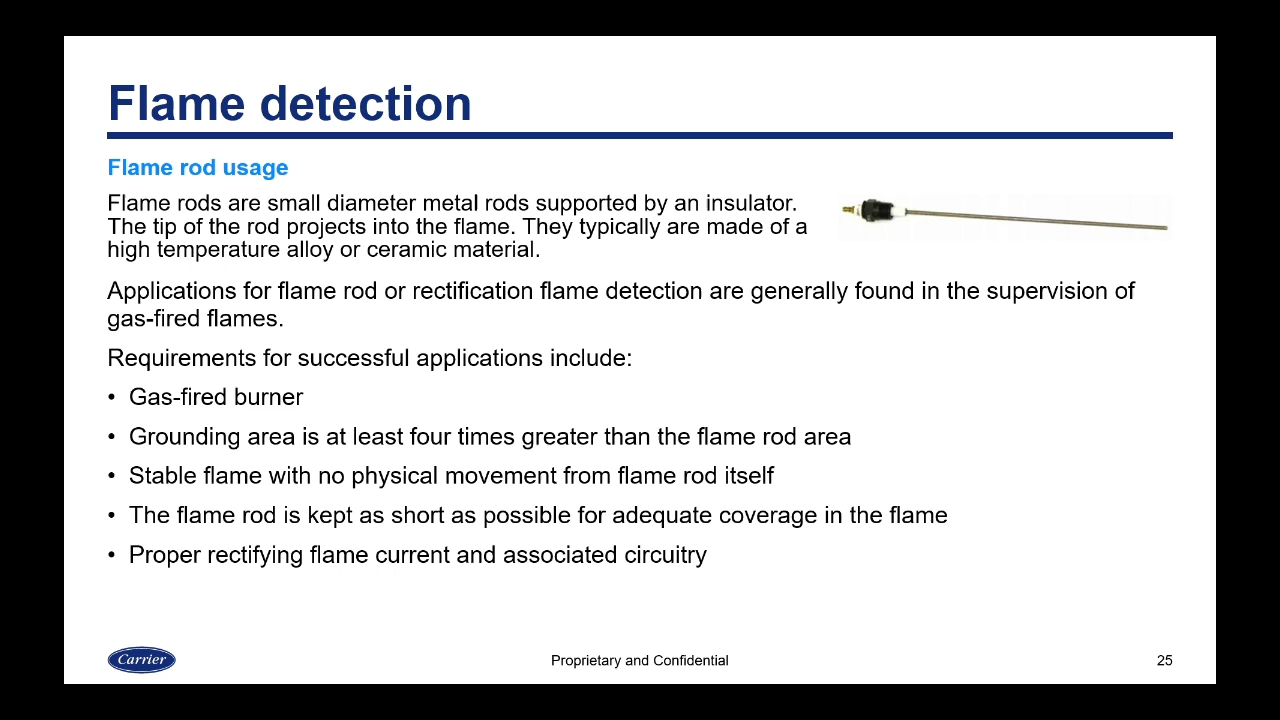 Flame detection
Flame rod usage
Flame rods are small diameter metal rods supported by an insulator.
The tip of the rod projects into the flame. They typically are made of a
high temperature alloy or ceramic material.
Applications for flame rod or rectification flame detection are generally found in the supervision of
gas-fired flames.
Requirements for successful applications include:
• Gas-fired burner
• Grounding area is at least four times greater than the flame rod area
• Stable flame with no physical movement from flame rod itself
• The flame rod is kept as short as possible for adequate coverage in the flame
• Proper rectifying flame current and associated circuitry
Carrier
Proprietary and Confidential
25